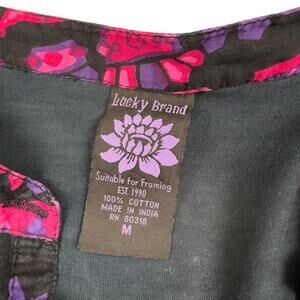 Lucky Brand
Suitable for Framing
EST. 1990
100% COTTON
MADE IN INDIA
RN 80318
M